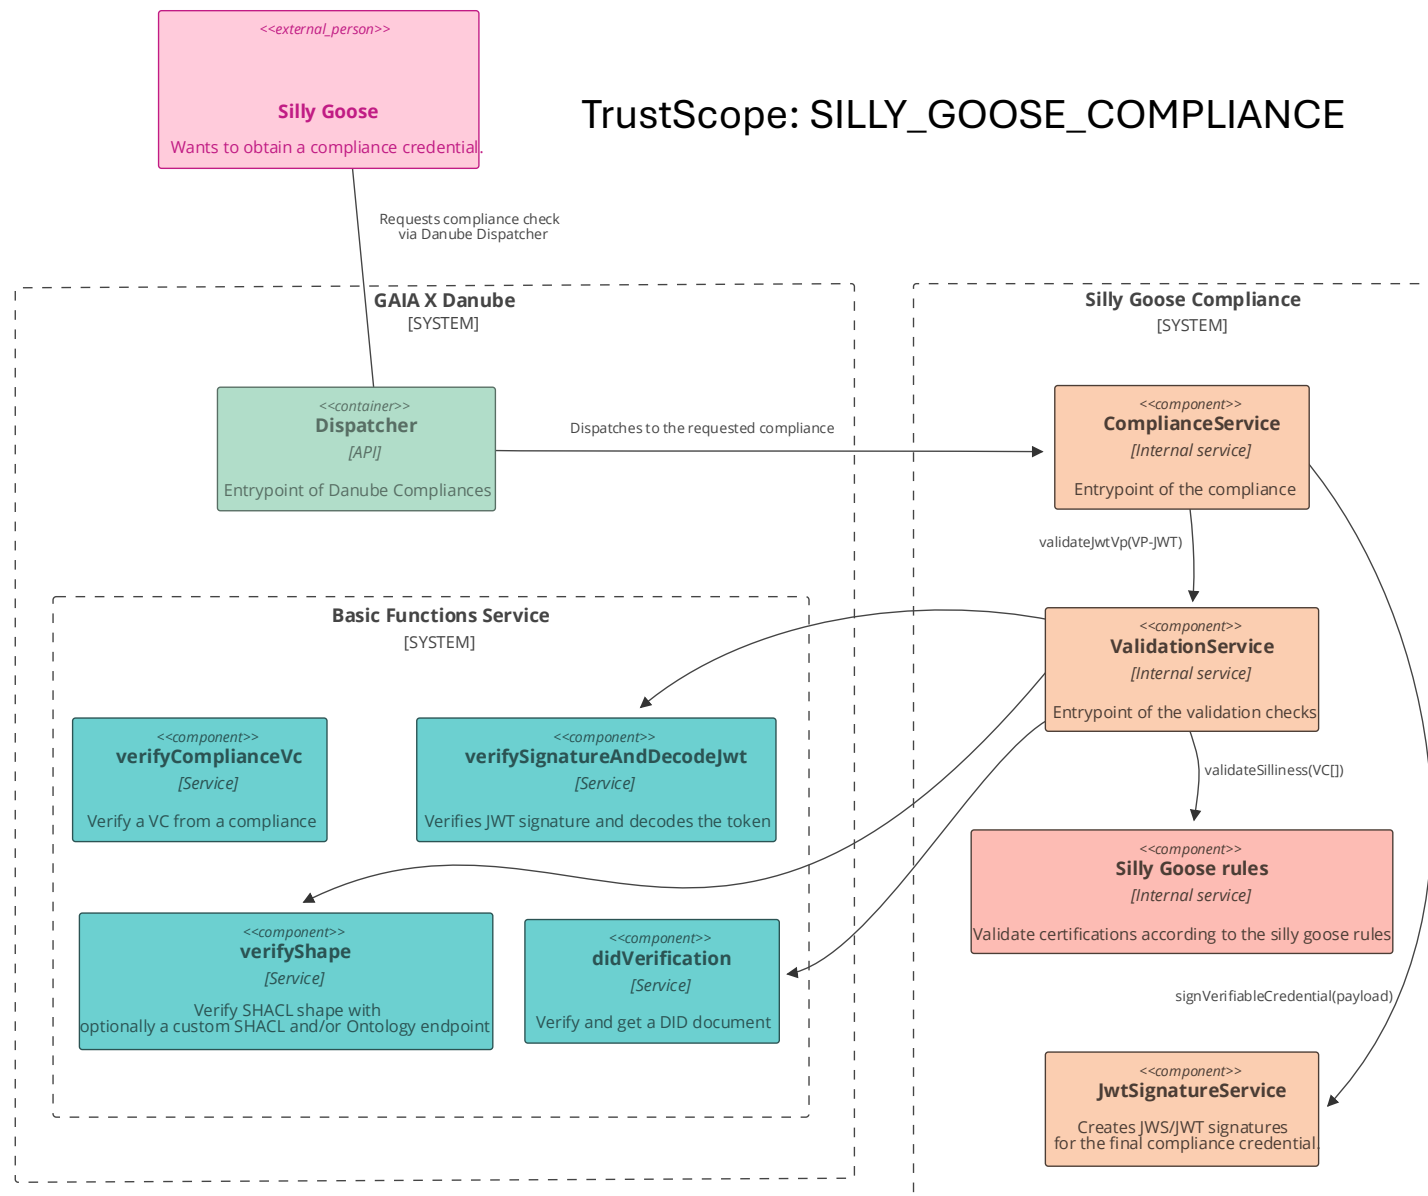 <<external_person>>
Silly Goose
Wants to obtain a compliance credential.
TrustScope: SILLY_GOOSE_COMPLIANCE
Requests compliance check
via Danube Dispatcher
GAIA X Danube
[SYSTEM]
Silly Goose Compliance
[SYSTEM]
<<container>>
Dispatcher
[API]
Entrypoint of Danube Compliances
Dispatches to the requested compliance
<<component>>
ComplianceService
[Internal service]
Entrypoint of the compliance
validateJwtVp(VP-JWT)
Basic Functions Service
[SYSTEM]
<<component>>
ValidationService
[Internal service]
Entrypoint of the validation checks
<<component>>
verifyComplianceVc
[Service]
Verify a VC from a compliance
<<component>>
verifySignatureAndDecodeJwt
[Service]
Verifies JWT signature and decodes the token
validateSilliness(VC[])
<<component>>
Silly Goose rules
[Internal service]
Validate certifications according to the silly goose rules
<<component>>
verifyShape
[Service]
Verify SHACL shape with
optionally a custom SHACL and/or Ontology endpoint
<<component>>
didVerification
[Service]
Verify and get a DID document
signVerifiableCredential(payload)
<<component>>
JwtSignatureService
Creates JWS/JWT signatures
for the final compliance credential.